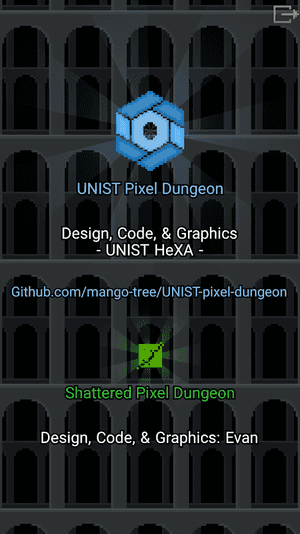 UNIST Pixel Dungeon
Design, Code, & Graphics
- UNIST HeXA -
Github.com/mango-tree/UNIST-pixel-dungeon
Shattered Pixel Dungeon
Design, Code, & Graphics: Evan